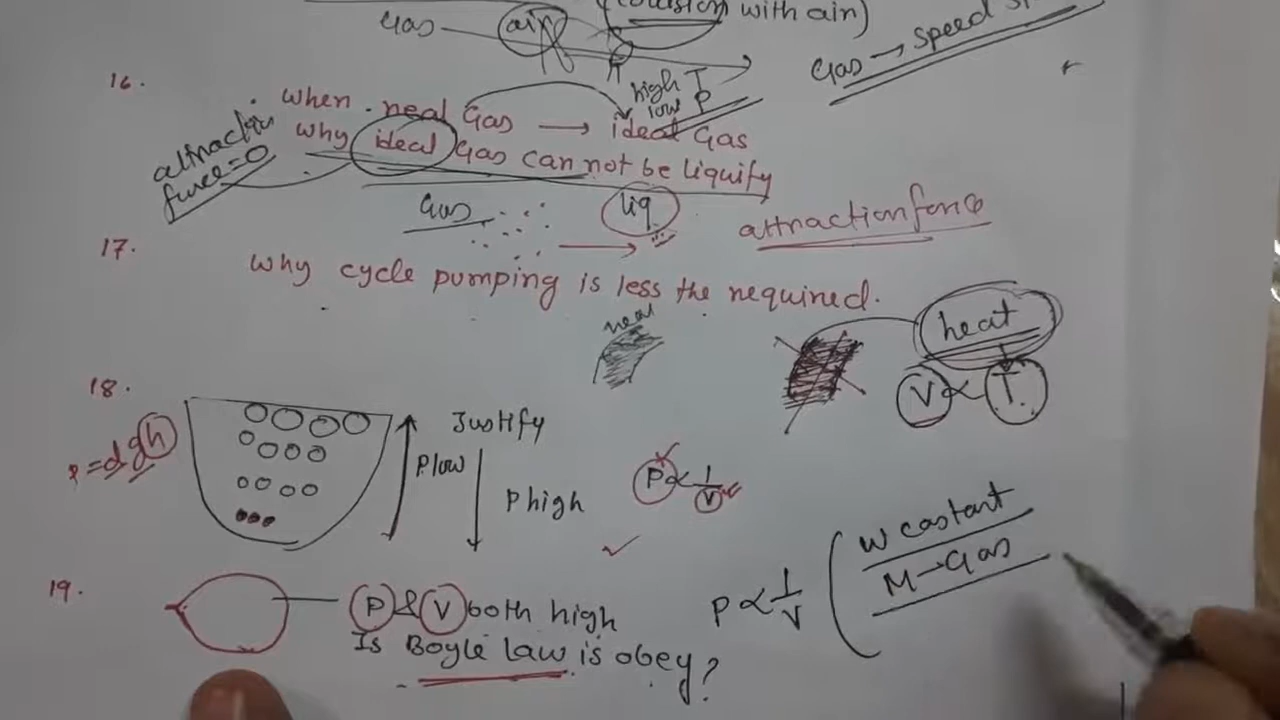 (collision with air)
Gas air
Gas → speed
16.
high T
low P
When real Gas → ideal Gas
why ideal Gas cannot be liquify
attraction
force=0
Gas → liq
attraction force
17.
why cycle pumping is less the required.
heat
V ∝ T.
18.
Justify
P=dgh
P low
P high
P ∝ 1/V
W constant
M→Gas
19.
P & V both high
P ∝ 1/V
Is Boyle law is obey?